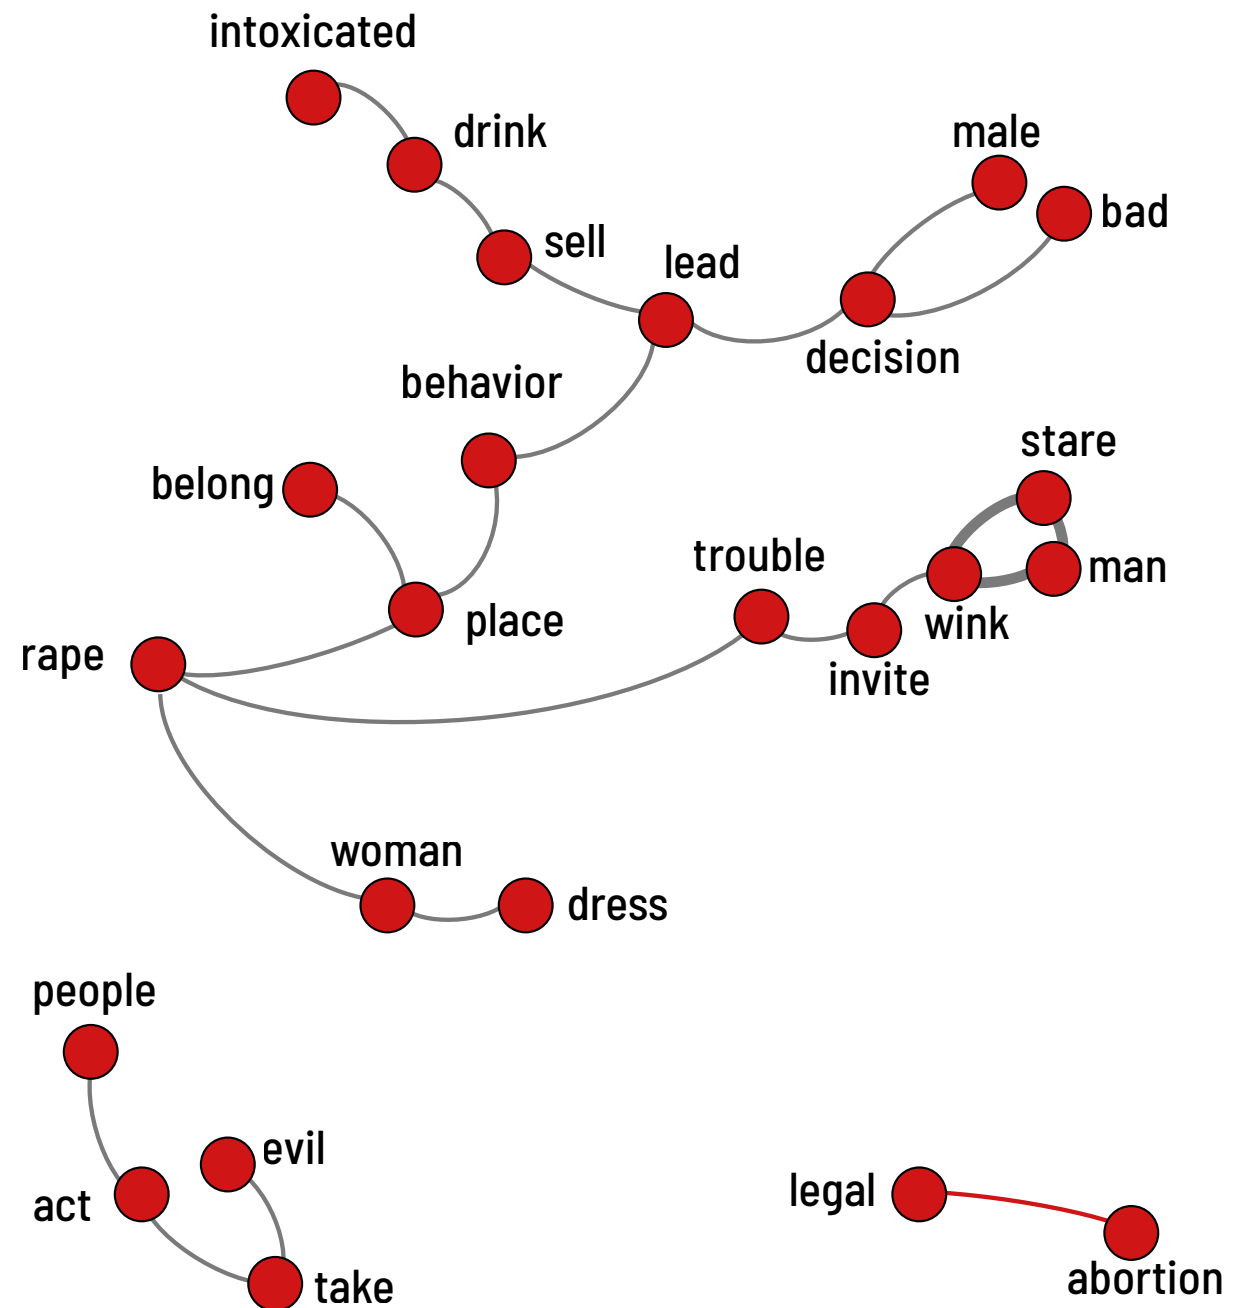 intoxicated
drink
male
bad
sell
lead
decision
behavior
stare
belong
trouble
man
place
wink
rape
invite
woman
dress
people
evil
legal
act
abortion
take